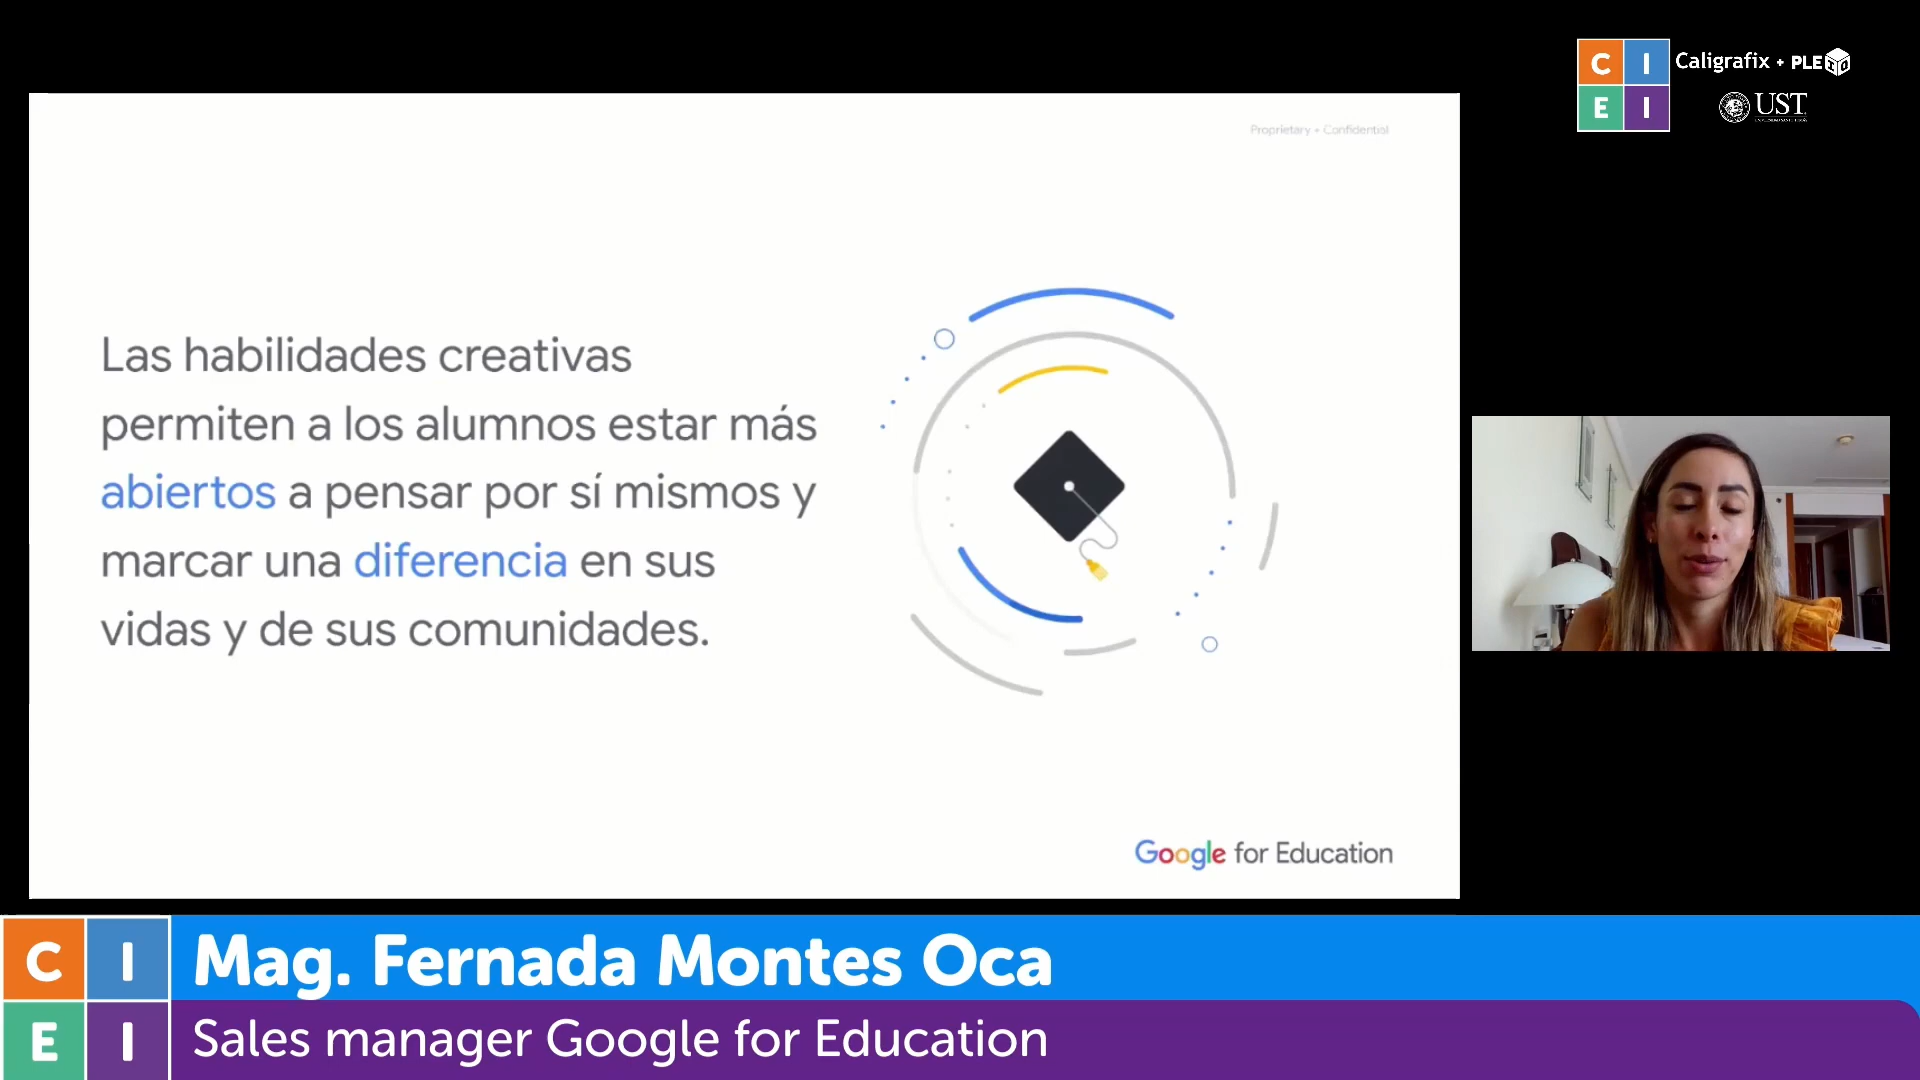 C I
E I
Caligrafix + PLE
UST
Proprietary + Confidential
Las habilidades creativas
permiten a los alumnos estar más
abiertos a pensar por sí mismos y
marcar una diferencia en sus
vidas y de sus comunidades.
Google for Education
C I
E I
Mag. Fernada Montes Oca
Sales manager Google for Education